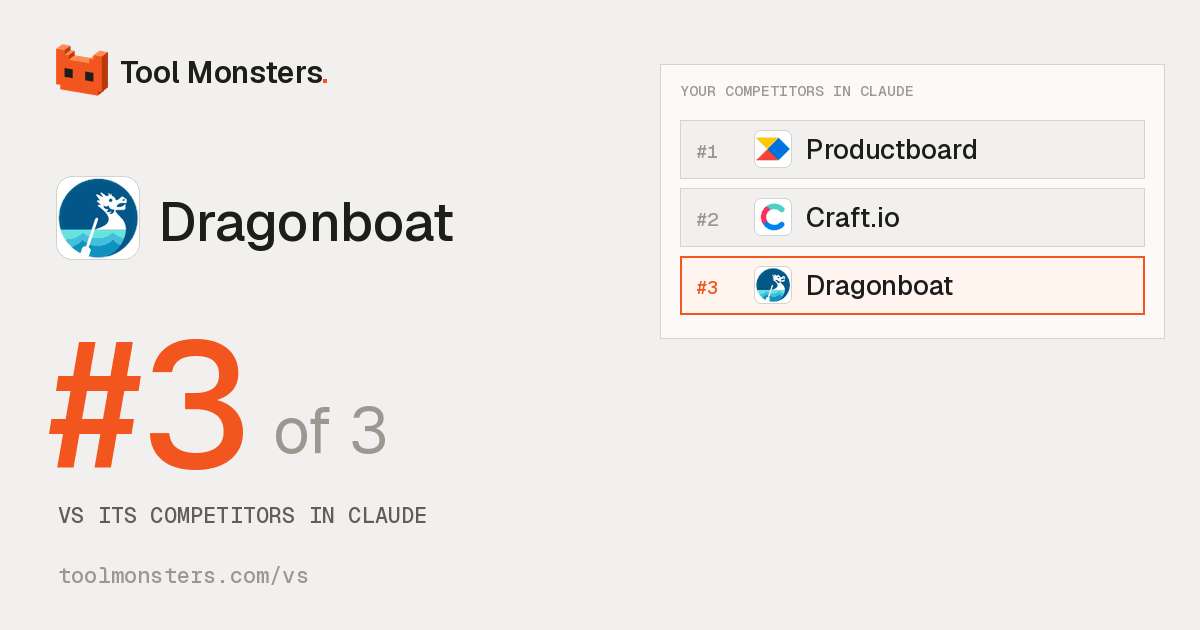 Tool Monsters.
Dragonboat
#3 of 3
VS ITS COMPETITORS IN CLAUDE
toolmonsters.com/vs
YOUR COMPETITORS IN CLAUDE
#1 Productboard
#2 Craft.io
#3 Dragonboat